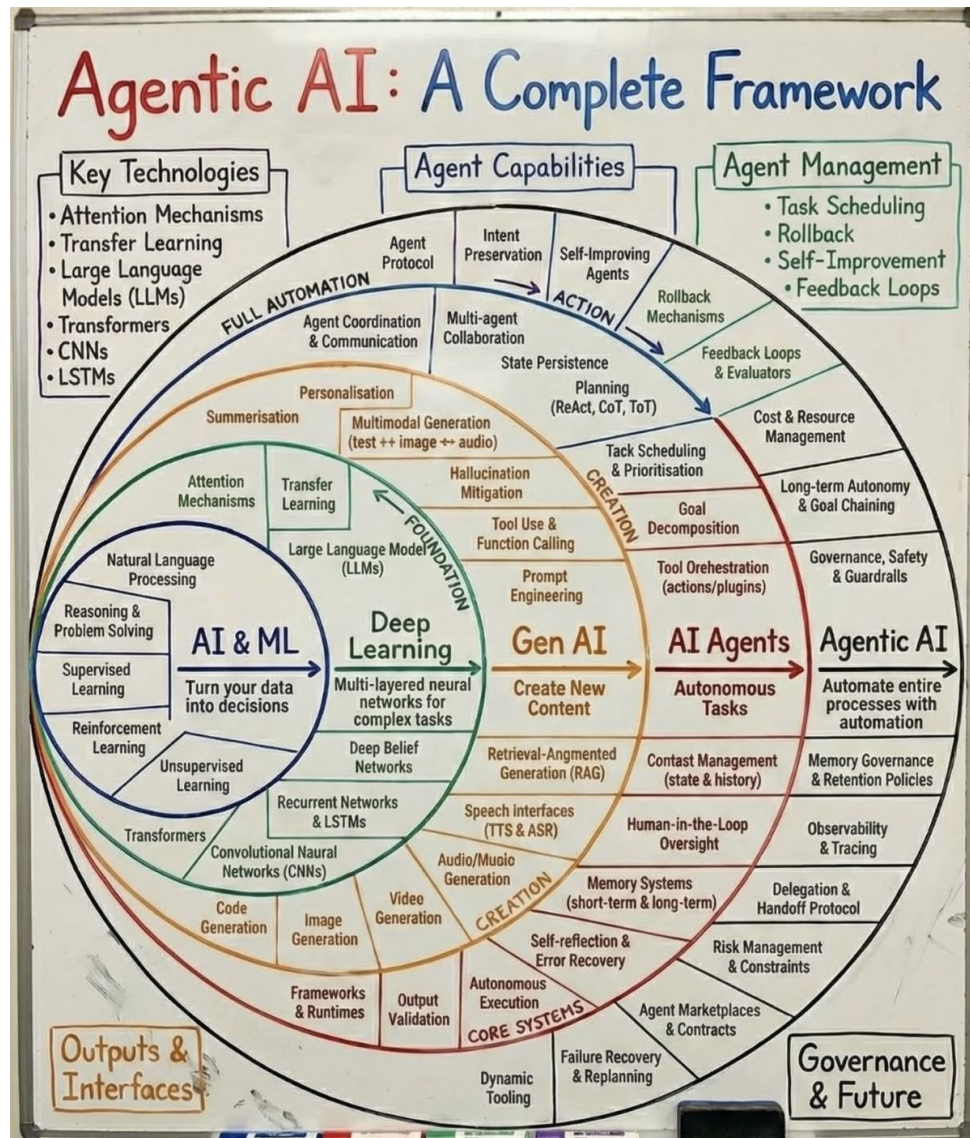 Agentic AI: A Complete Framework
Key Technologies
• Attention Mechanisms
• Transfer Learning
• Large Language
Models (LLMs)
• Transformers
• CNNs
• LSTMs
Agent Capabilities
Agent Management
• Task Scheduling
• Rollback
• Self-Improvement
• Feedback Loops
Agent
Protocol
Intent
Preservation
Self-Improving
Agents
Rollback
Mechanisms
Feedback Loops
& Evaluators
Cost & Resource
Management
Long-term Autonomy
& Goal Chaining
Governance, Safety
& Guardralls
Agentic AI
Automate entire
processes with
automation
Memory Governance
& Retention Policies
Observability
& Tracing
Delegation &
Handoff Protocol
Risk Management
& Constraints
Agent Marketplaces
& Contracts
Failure Recovery
& Replanning
Dynamic
Tooling
FULL AUTOMATION
ACTION
Agent Coordination
& Communication
Multi-agent
Collaboration
State Persistence
Planning
(ReAct, CoT, ToT)
Tack Scheduling
& Prioritisation
Goal
Decomposition
Tool Orehestration
(actions/plugins)
AI Agents
Autonomous
Tasks
Contast Management
(state & history)
Human-in-the-Loop
Oversight
Memory Systems
(short-term & long-term)
Self-reflection &
Error Recovery
Autonomous
Execution
Output
Validation
Frameworks
& Runtimes
CORE SYSTEMS
Personalisation
Summerisation
Multimodal Generation
(test ++ image ↔ audio)
Hallucination
Mitigation
CREATION
Tool Use &
Function Calling
Prompt
Engineering
Gen AI
Create New
Content
Retrieval-Angmented
Generation (RAG)
Speech interfaces
(TTS & ASR)
Audio/Muoio
Generation
CREATION
Video
Generation
Image
Generation
Code
Generation
Attention
Mechanisms
Transfer
Learning
FOUNDATION
Large Language Model
(LLMs)
Deep
Learning
Multi-layered neural
networks for
complex tasks
Deep Belief
Networks
Recurrent Networks
& LSTMs
Convolutional Neural
Networks (CNNs)
Transformers
Natural Language
Processing
Reasoning &
Problem Solving
Supervised
Learning
Reinforcement
Learning
Unsupervised
Learning
AI & ML
Turn your data
into decisions
Outputs &
Interfaces
Governance
& Future